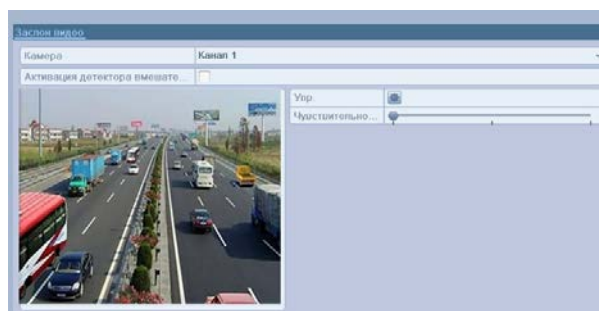 Заслон видео
Камера Канал 1
Активация детектора вмешате...
Упр.
Чувствительно...